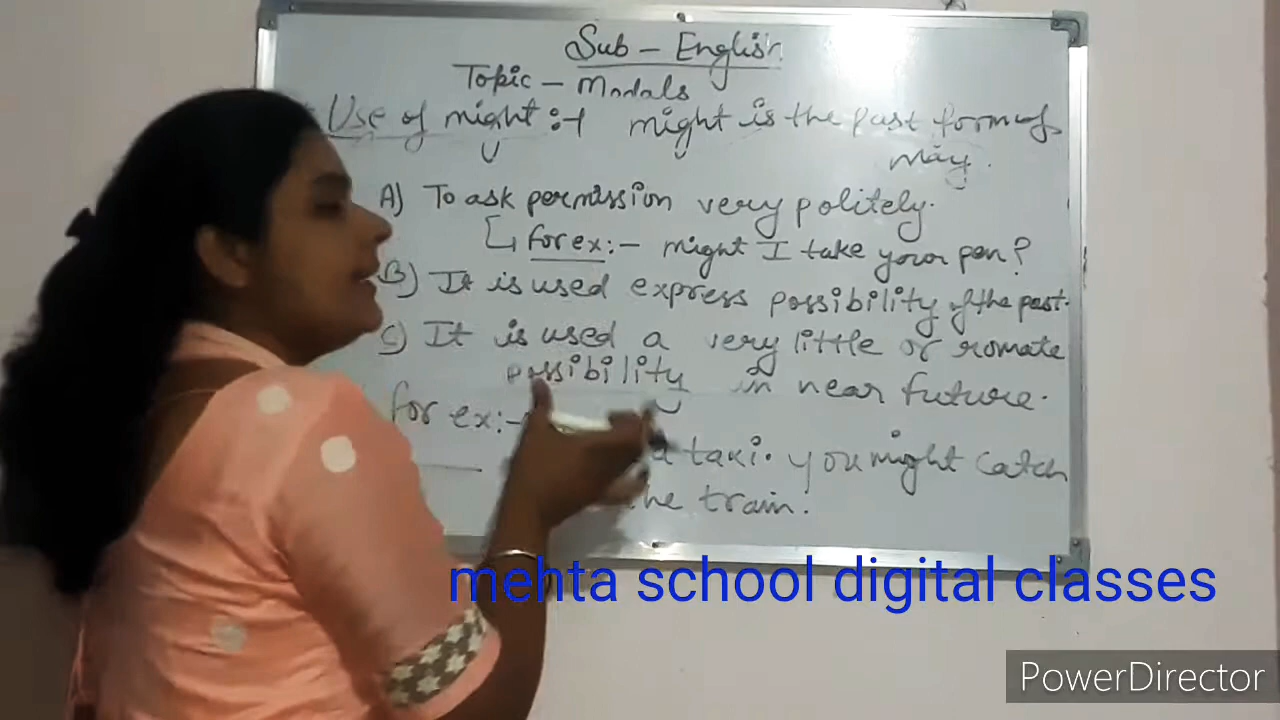 Sub - English
Topic - Modals
Use of might :- might is the past form of
may.
A) To ask permission very politely.
for ex:- might I take your pen?
B) It is used express possibility of the past.
C) It is used a very little or romate
possibility in near future.
for ex:-
a taxi. you might catch
the train.
mehta school digital classes
PowerDirector